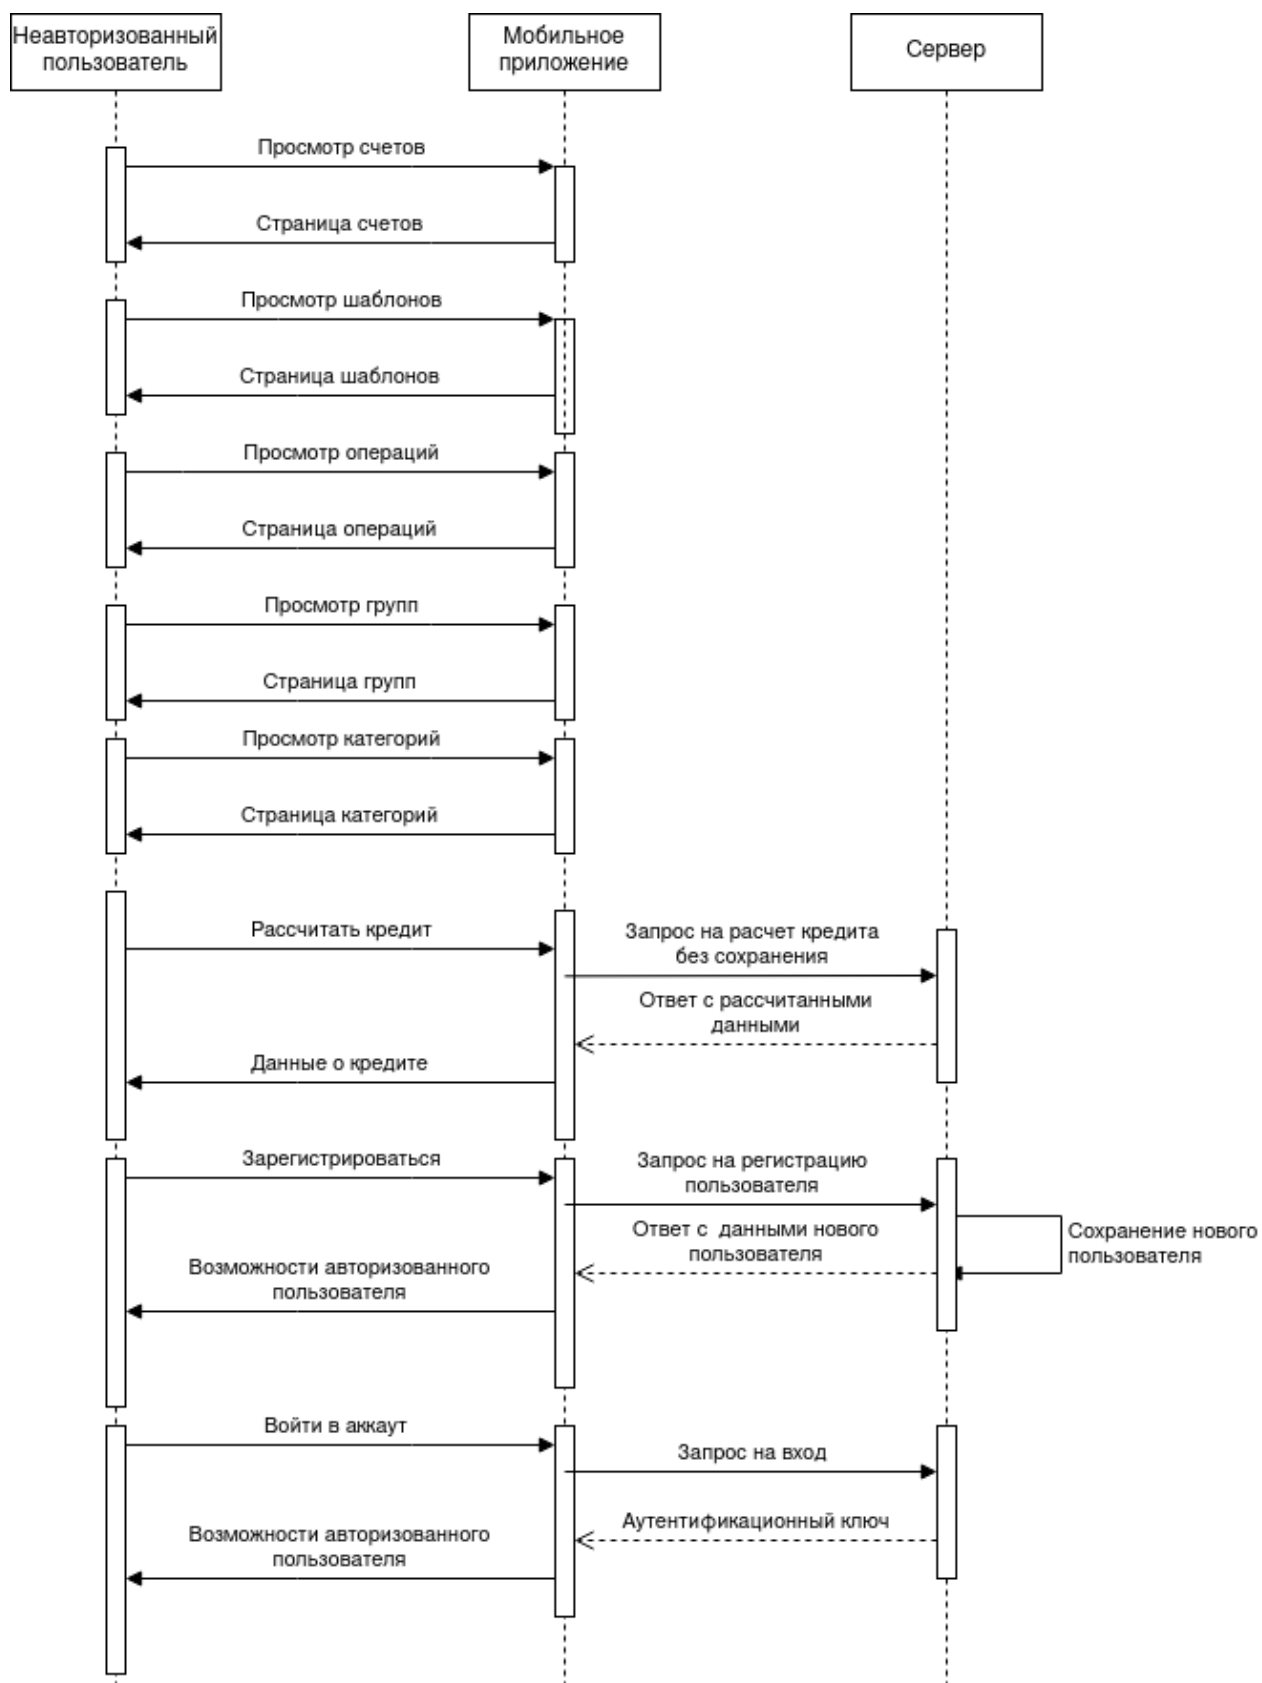 Неавторизованный
пользователь
Мобильное
приложение
Сервер
Просмотр счетов
Страница счетов
Просмотр шаблонов
Страница шаблонов
Просмотр операций
Страница операций
Просмотр групп
Страница групп
Просмотр категорий
Страница категорий
Рассчитать кредит
Запрос на расчет кредита
без сохранения
Ответ с рассчитанными
данными
Данные о кредите
Зарегистрироваться
Запрос на регистрацию
пользователя
Ответ с данными нового
пользователя
Сохранение нового
пользователя
Возможности авторизованного
пользователя
Войти в аккаут
Запрос на вход
Аутентификационный ключ
Возможности авторизованного
пользователя